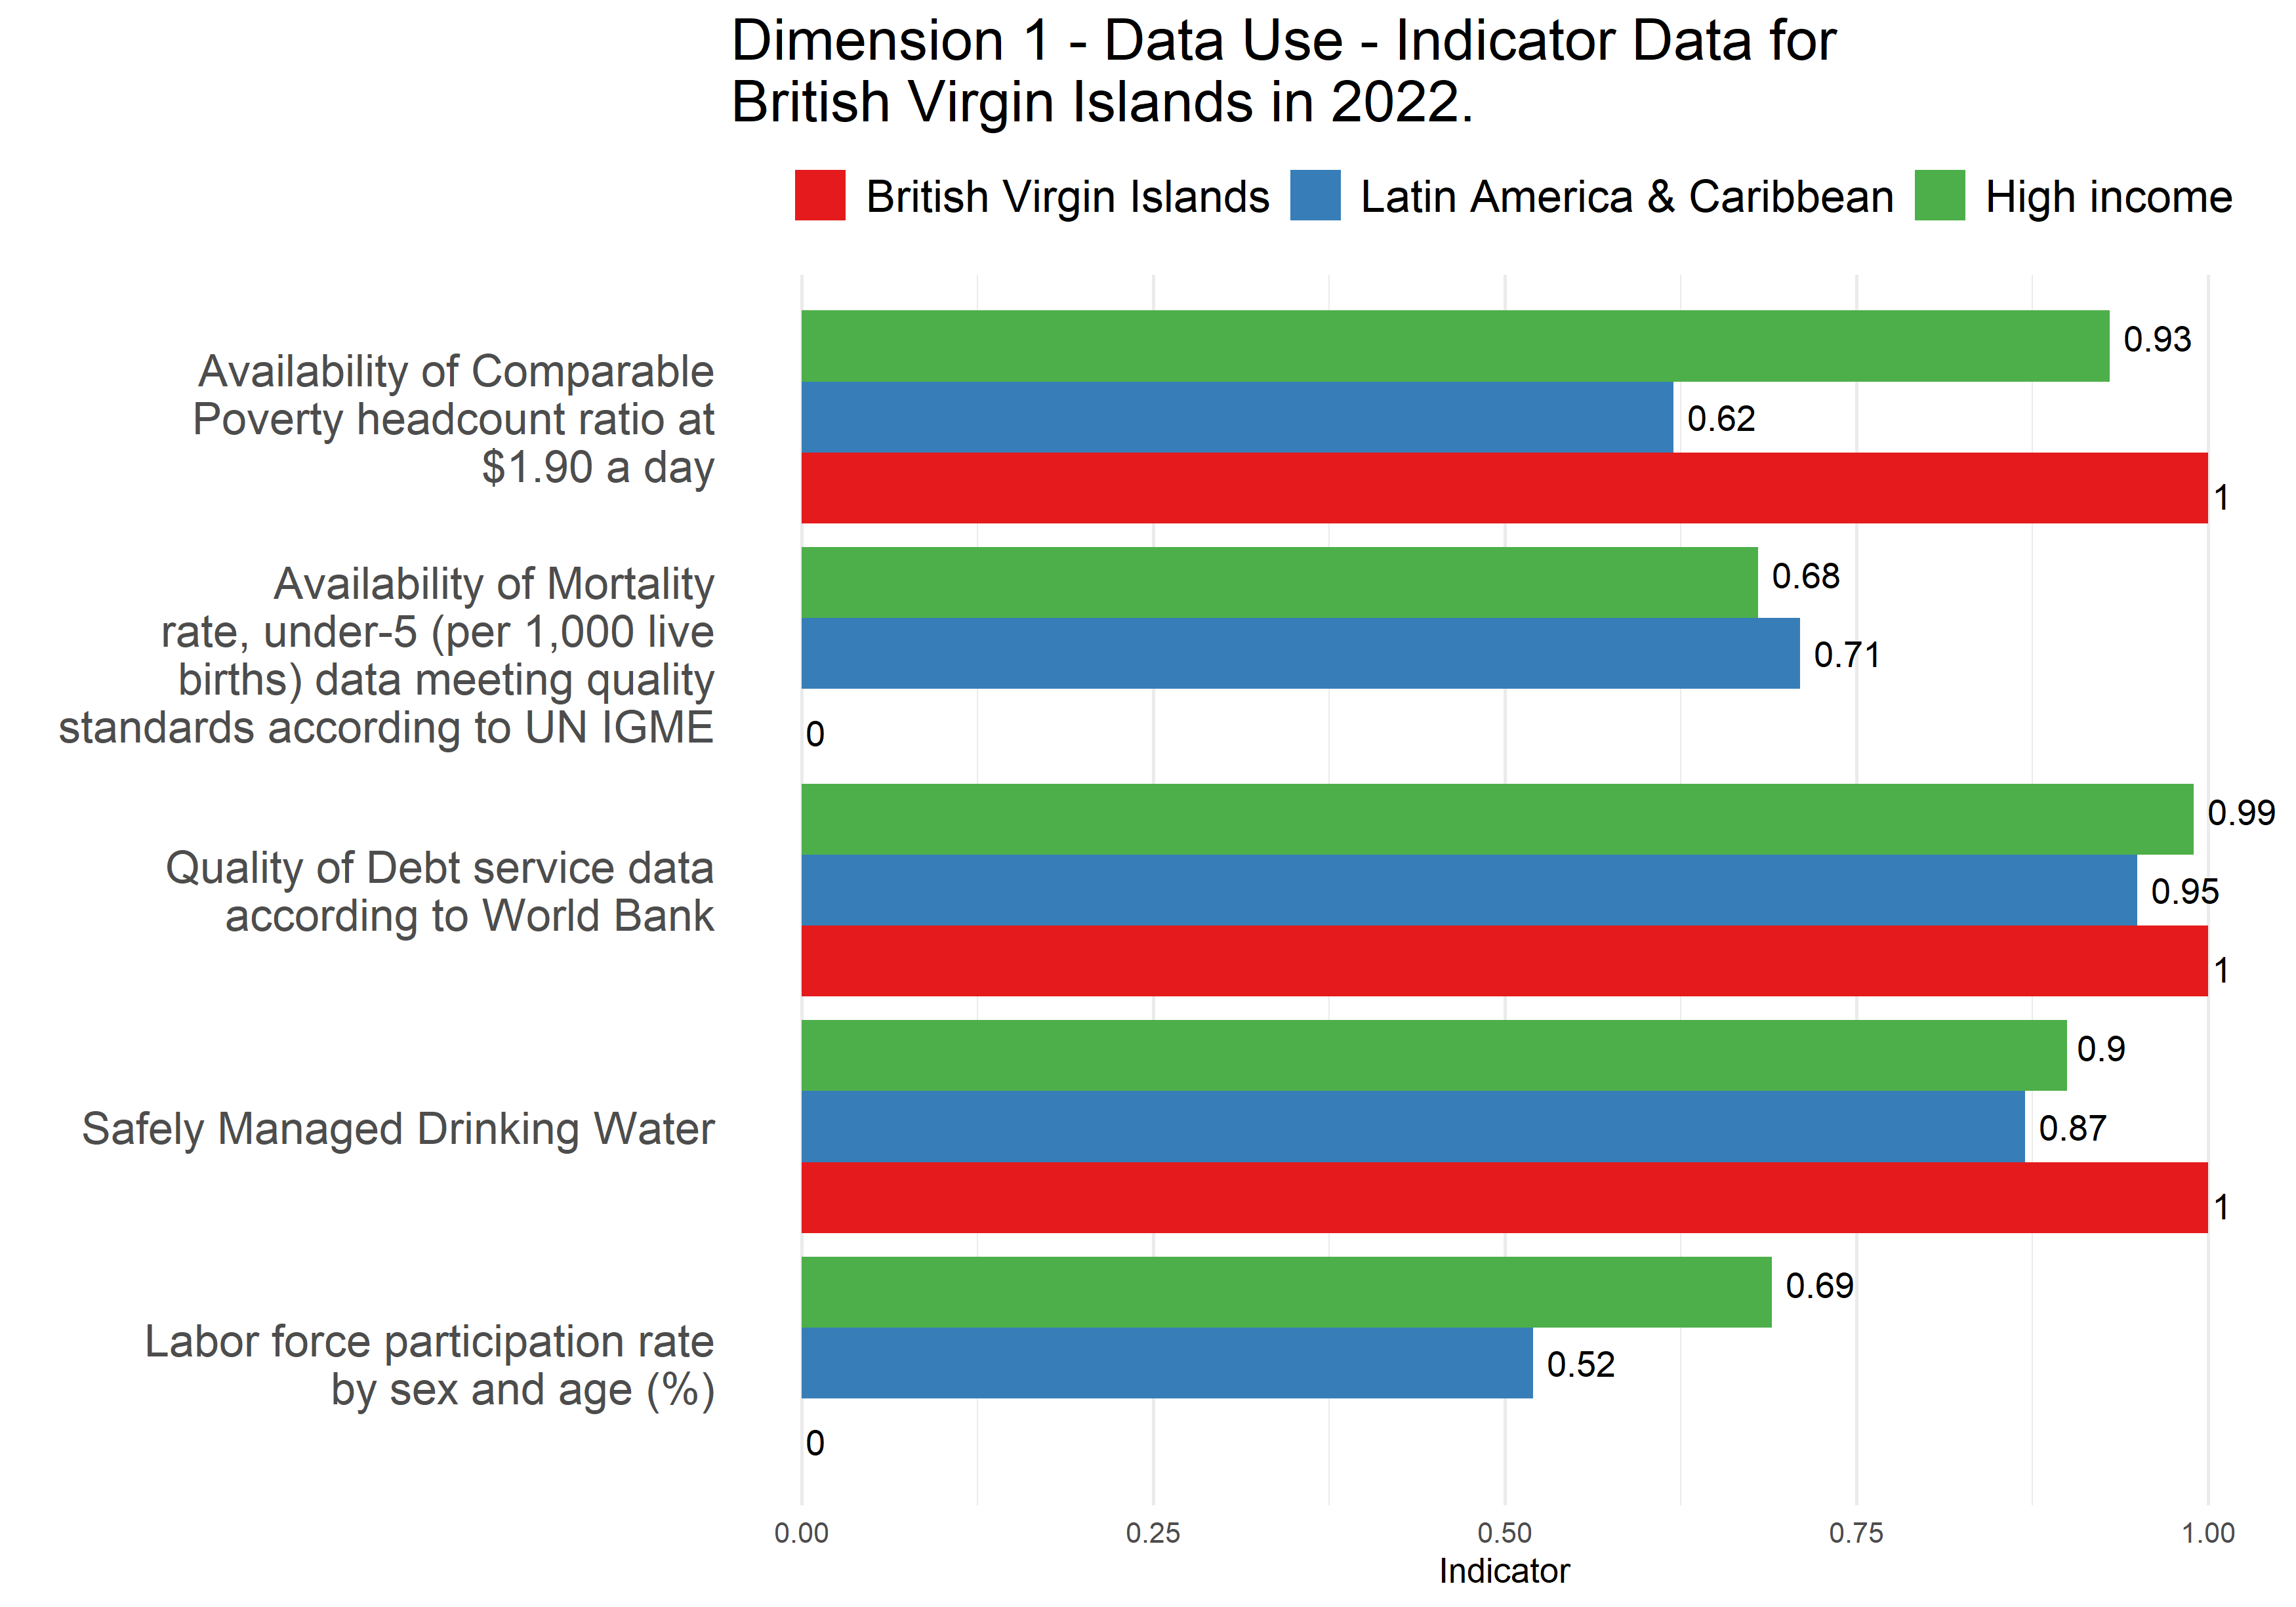 Dimension 1 - Data Use - Indicator Data for
British Virgin Islands in 2022.
British Virgin Islands
Latin America & Caribbean
High income
Availability of Comparable
Poverty headcount ratio at
$1.90 a day
0.93
0.62
1
Availability of Mortality
rate, under-5 (per 1,000 live
births) data meeting quality
standards according to UN IGME
0.68
0.71
0
Quality of Debt service data
according to World Bank
0.99
0.95
1
Safely Managed Drinking Water
0.9
0.87
1
Labor force participation rate
by sex and age (%)
0.69
0.52
0
0.00
0.25
0.50
0.75
1.00
Indicator